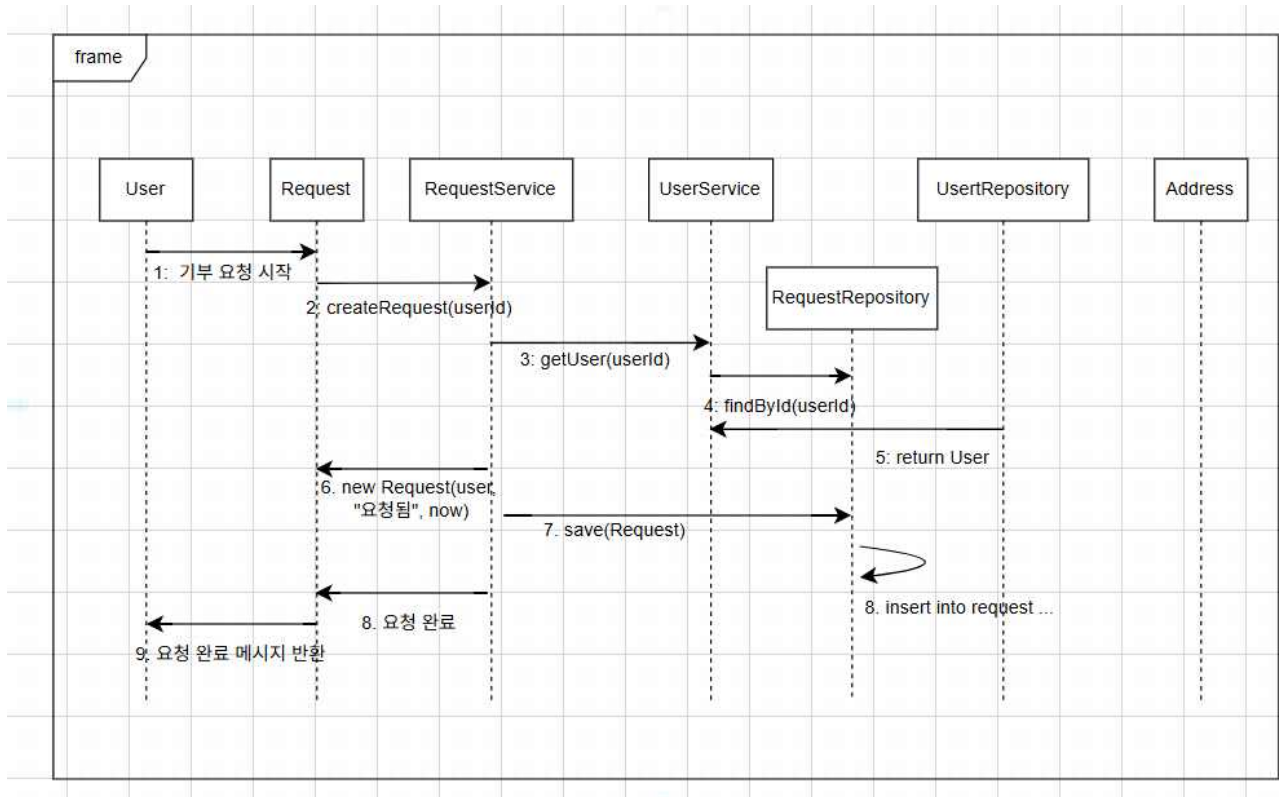 frame
User
Request
RequestService
UserService
UsertRepository
Address
1: 기부 요청 시작
RequestRepository
2: createRequest(userId)
3: getUser(userId)
4: findById(userId)
5: return User
6. new Request(user,
"요청됨", now)
7. save(Request)
8. insert into request ...
8. 요청 완료
9. 요청 완료 메시지 반환